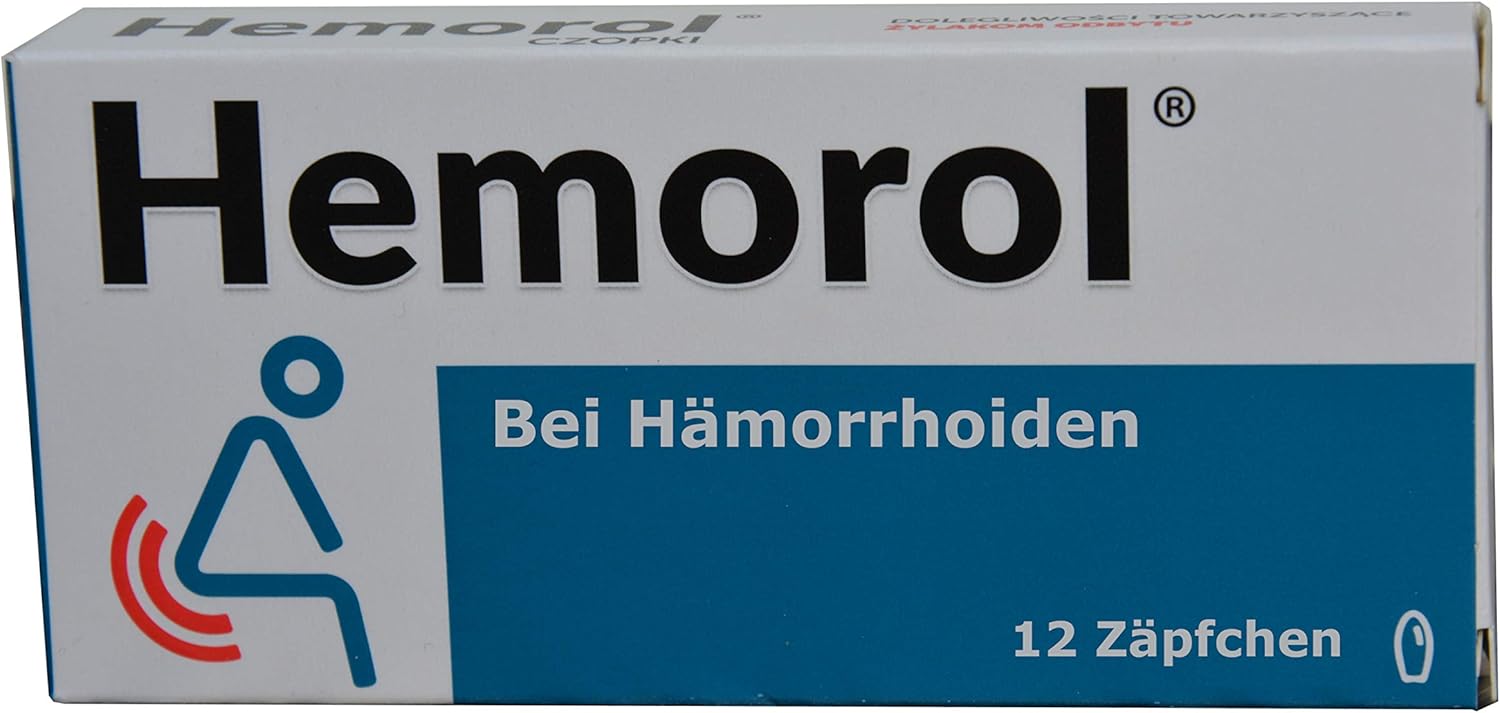 Hemorol®
CZOPKI
DOLEGLIWOŚCI TOWARZYSZĄCE
ŻYLAKOM ODBYTU
Hemorol®
Bei Hämorrhoiden
12 Zäpfchen